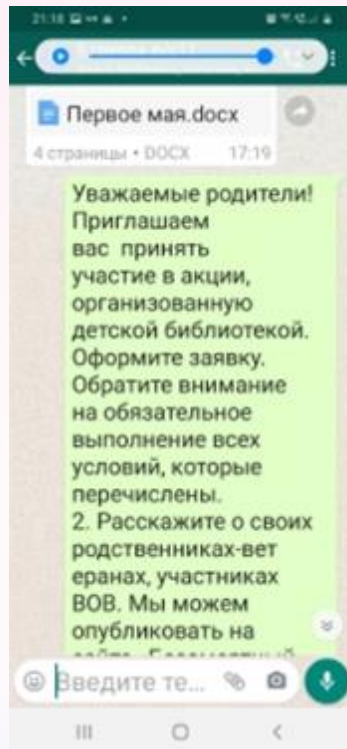 21:18
Первое мая.docx
4 страницы • DOCX 17:19
Уважаемые родители!
Приглашаем
вас принять
участие в акции,
организованную
детской библиотекой.
Оформите заявку.
Обратите внимание
на обязательное
выполнение всех
условий, которые
перечислены.
2. Расскажите о своих
родственниках-вет
еранах, участниках
ВОВ. Мы можем
опубликовать на
Введите те...